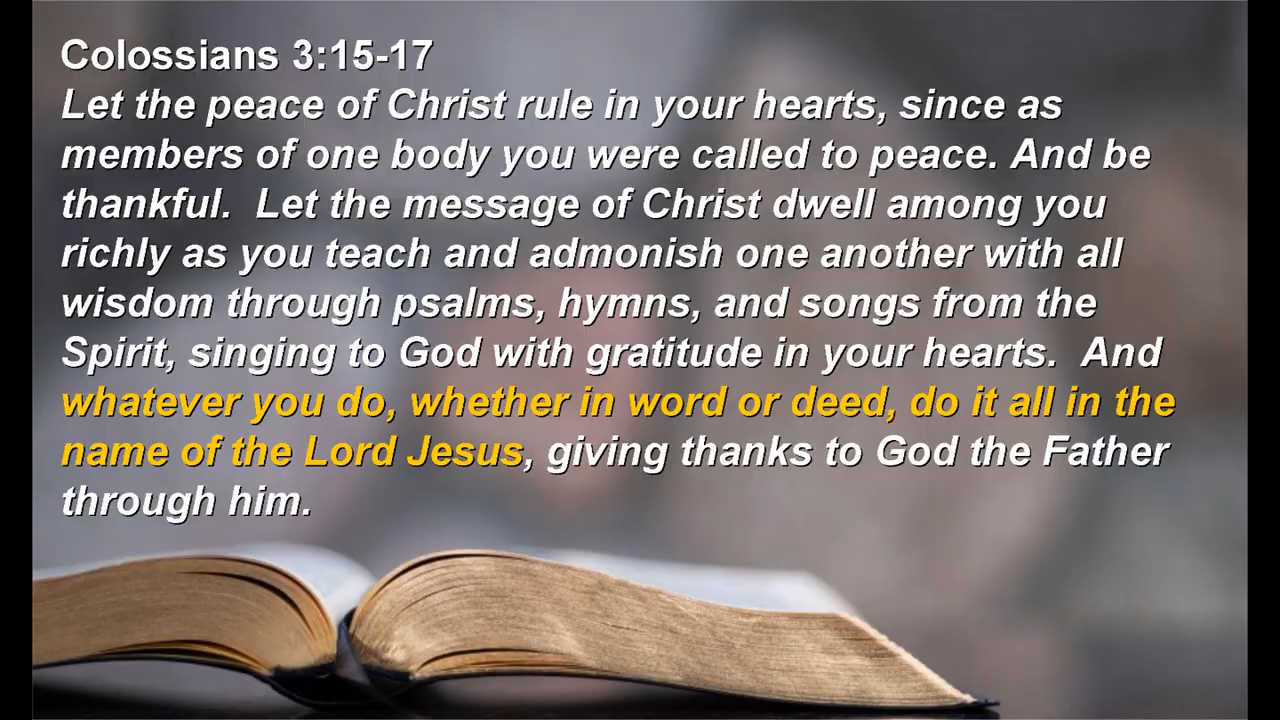 Colossians 3:15-17
Let the peace of Christ rule in your hearts, since as
members of one body you were called to peace. And be
thankful.  Let the message of Christ dwell among you
richly as you teach and admonish one another with all
wisdom through psalms, hymns, and songs from the
Spirit, singing to God with gratitude in your hearts.  And
whatever you do, whether in word or deed, do it all in the
name of the Lord Jesus, giving thanks to God the Father
through him.